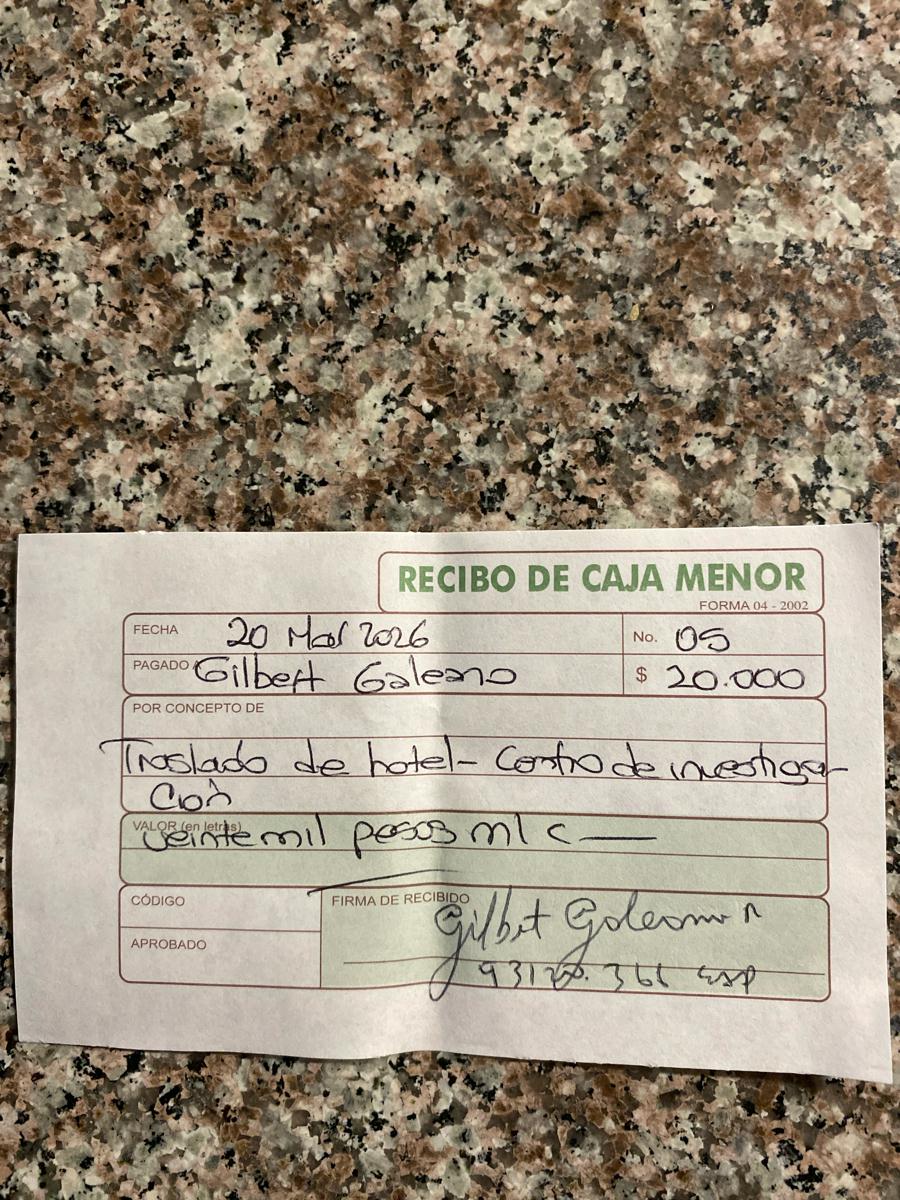 RECIBO DE CAJA MENOR
FORMA 04 - 2002
FECHA 20 Mar 2026
No. 05
PAGADO A Gilbert Galeano
$ 20.000
POR CONCEPTO DE
Traslado de hotel - Centro de investiga-
ción
VALOR (en letras)
veinte mil pesos m/c
CÓDIGO
FIRMA DE RECIBIDO
Gilbert Galeano
APROBADO